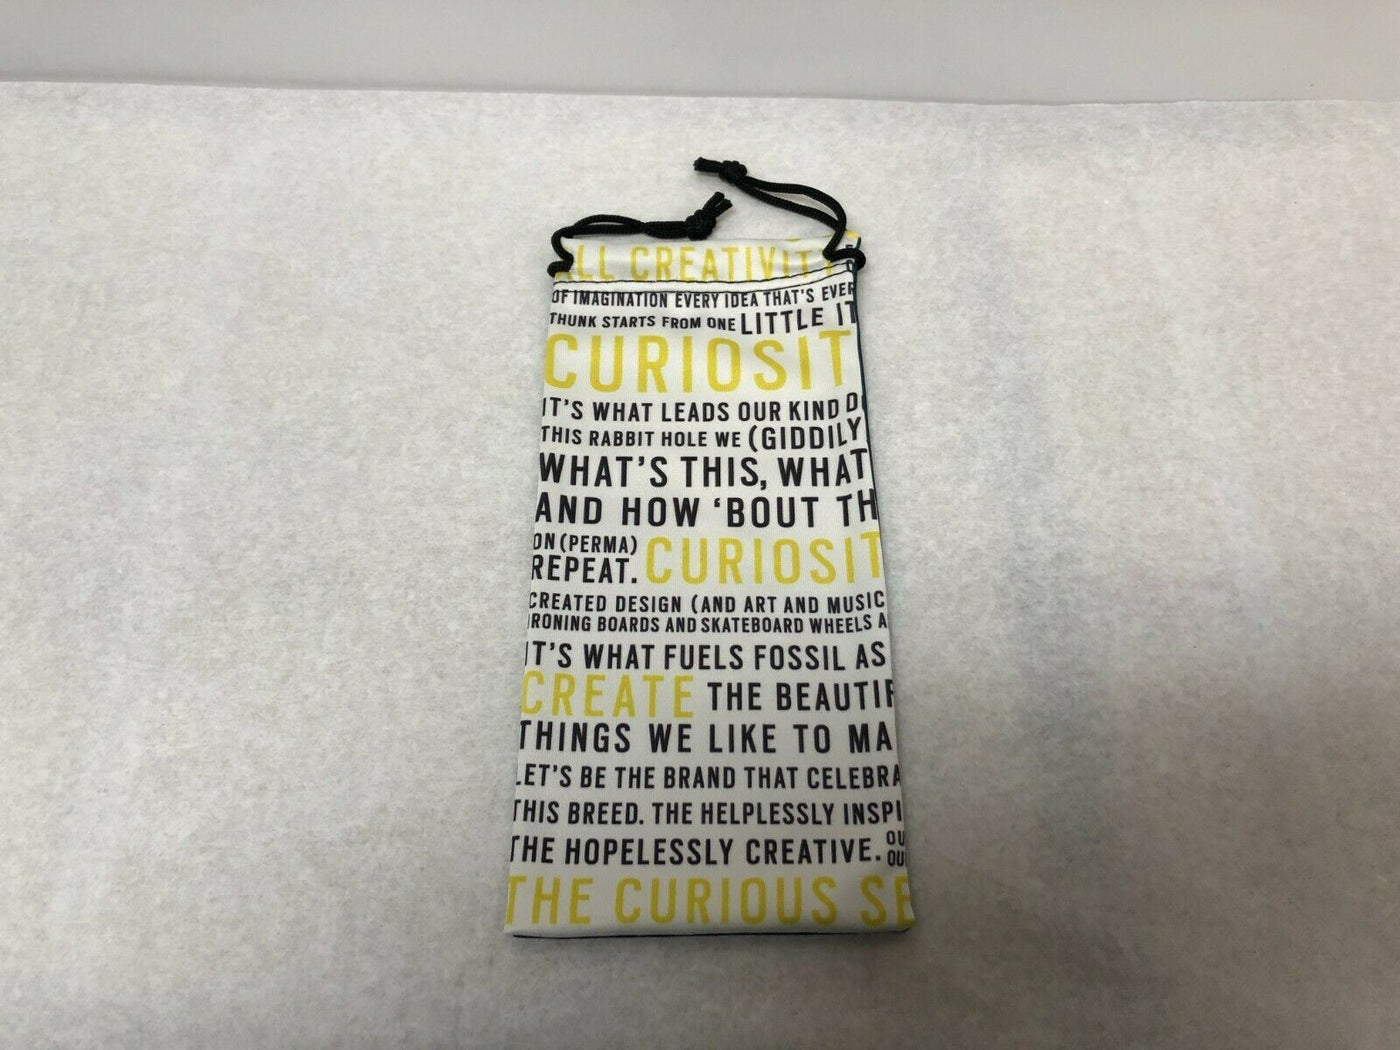 ALL CREATIVITY
OF IMAGINATION EVERY IDEA THAT'S EVER
THUNK STARTS FROM ONE LITTLE IT
CURIOSIT
IT'S WHAT LEADS OUR KIND DO
THIS RABBIT HOLE WE (GIDDILY
WHAT'S THIS, WHAT
AND HOW 'BOUT TH
ON (PERMA)
REPEAT. CURIOSIT
CREATED DESIGN (AND ART AND MUSIC
IRONING BOARDS AND SKATEBOARD WHEELS A
IT'S WHAT FUELS FOSSIL AS
CREATE THE BEAUTIF
THINGS WE LIKE TO MA
LET'S BE THE BRAND THAT CELEBRA
THIS BREED. THE HELPLESSLY INSPI
THE HOPELESSLY CREATIVE. OU
OU
THE CURIOUS SE